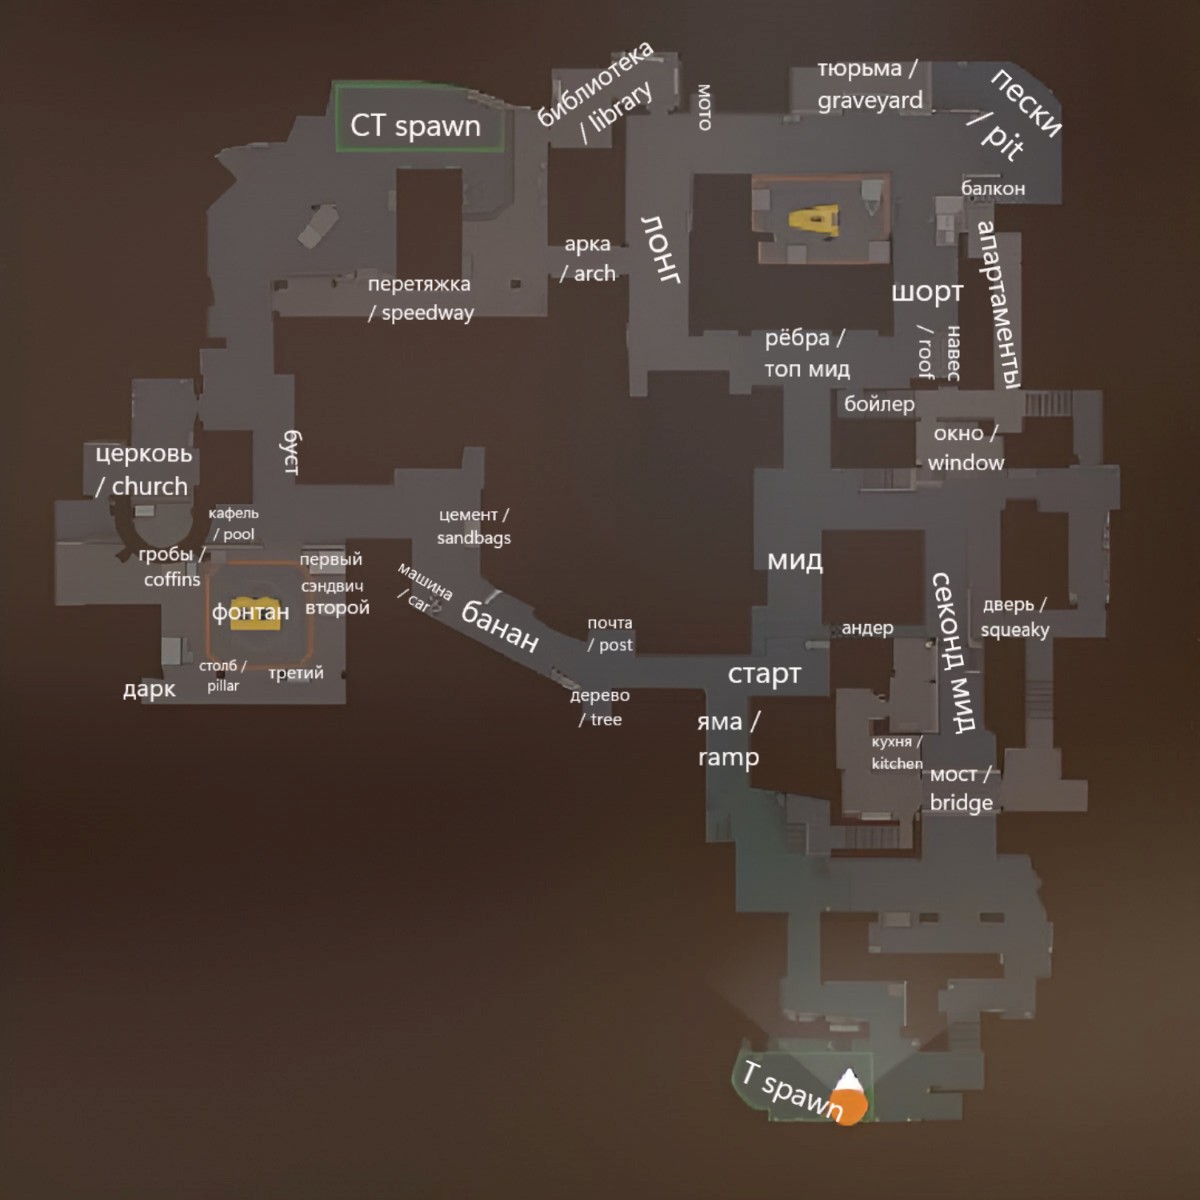 CT spawn
библиотека
/ library
мото
тюрьма /
graveyard
пески
/ pit
балкон
апартаменты
A
лонг
арка
/ arch
перетяжка
/ speedway
шорт
рёбра /
топ мид
навес
/ roof
бойлер
окно /
window
буст
церковь
/ church
кафель
/ pool
гробы /
coffins
первый
сэндвич
второй
фонтан
столб /
pillar
третий
дарк
цемент /
sandbags
машина
/ car
банан
почта
/ post
дерево
/ tree
мид
старт
андер
секонд мид
дверь /
squeaky
яма /
ramp
кухня /
kitchen
мост /
bridge
T spawn